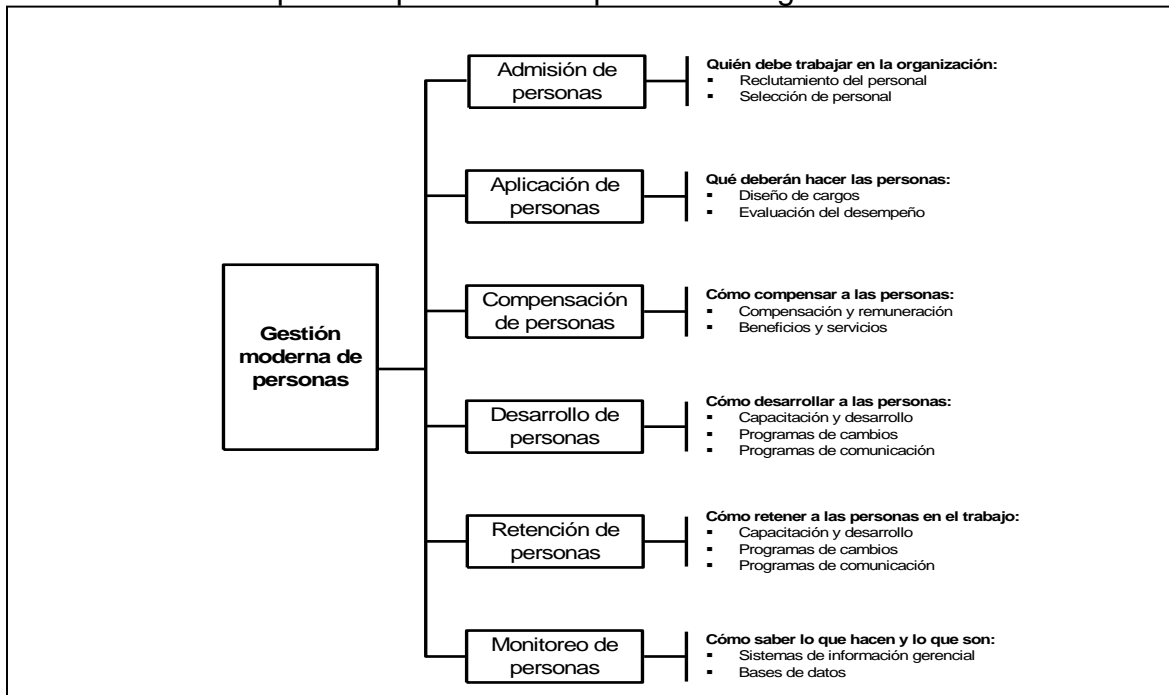 Gestión
moderna de
personas
Admisión de
personas
Quién debe trabajar en la organización:
▪ Reclutamiento del personal
▪ Selección de personal
Aplicación de
personas
Qué deberán hacer las personas:
▪ Diseño de cargos
▪ Evaluación del desempeño
Compensación
de personas
Cómo compensar a las personas:
▪ Compensación y remuneración
▪ Beneficios y servicios
Desarrollo de
personas
Cómo desarrollar a las personas:
▪ Capacitación y desarrollo
▪ Programas de cambios
▪ Programas de comunicación
Retención de
personas
Cómo retener a las personas en el trabajo:
▪ Capacitación y desarrollo
▪ Programas de cambios
▪ Programas de comunicación
Monitoreo de
personas
Cómo saber lo que hacen y lo que son:
▪ Sistemas de información gerencial
▪ Bases de datos